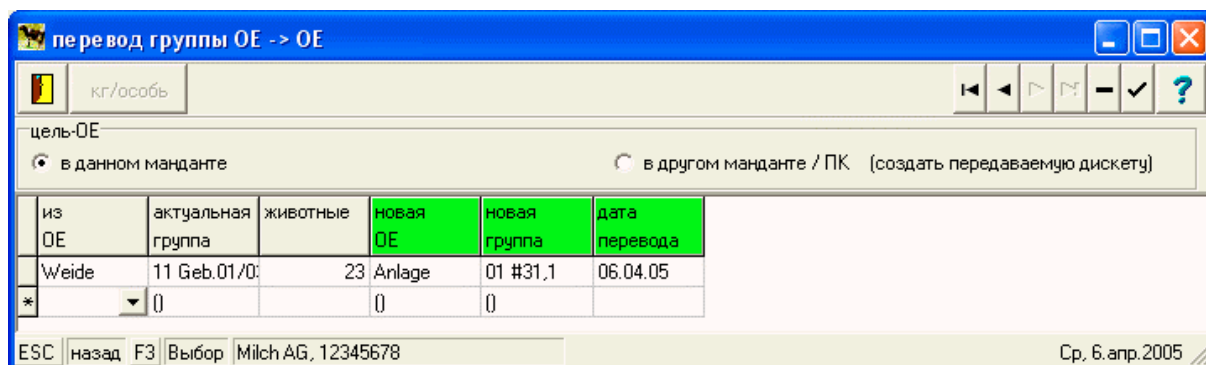 перевод группы ОЕ -> ОЕ
кг/особь
цель-ОЕ
в данном манданте
в другом манданте / ПК (создать передаваемую дискету)
из ОЕ актуальная группа животные новая ОЕ новая группа дата перевода
Weide 11 Geb.01/0 23 Anlage 01 #31,1 06.04.05
* () () ()
ESC назад F3 Выбор Milch AG, 12345678 Ср, 6.апр.2005